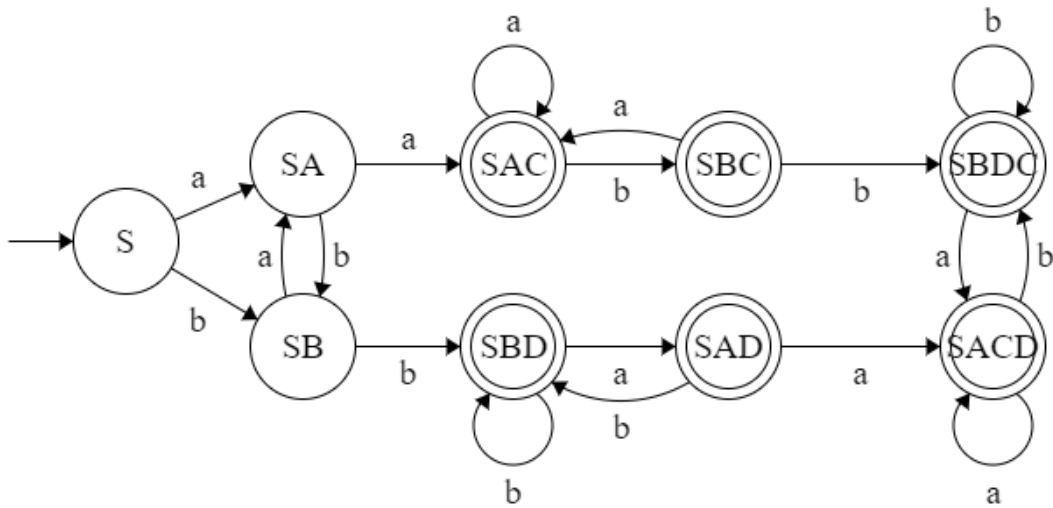 a b
a
SA a SAC SBC SBDC
a b b
S a b a b
b
SB SBD SAD SACD
b a a
b
b a